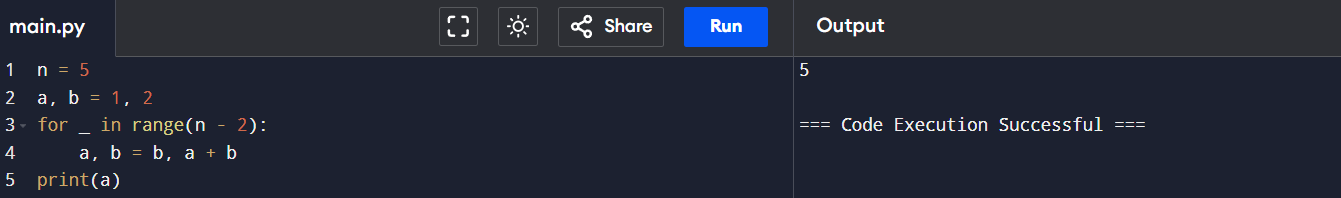 main.py Share Run Output
1 n = 5
2 a, b = 1, 2
3 for _ in range(n - 2):
4     a, b = b, a + b
5 print(a)
5
=== Code Execution Successful ===